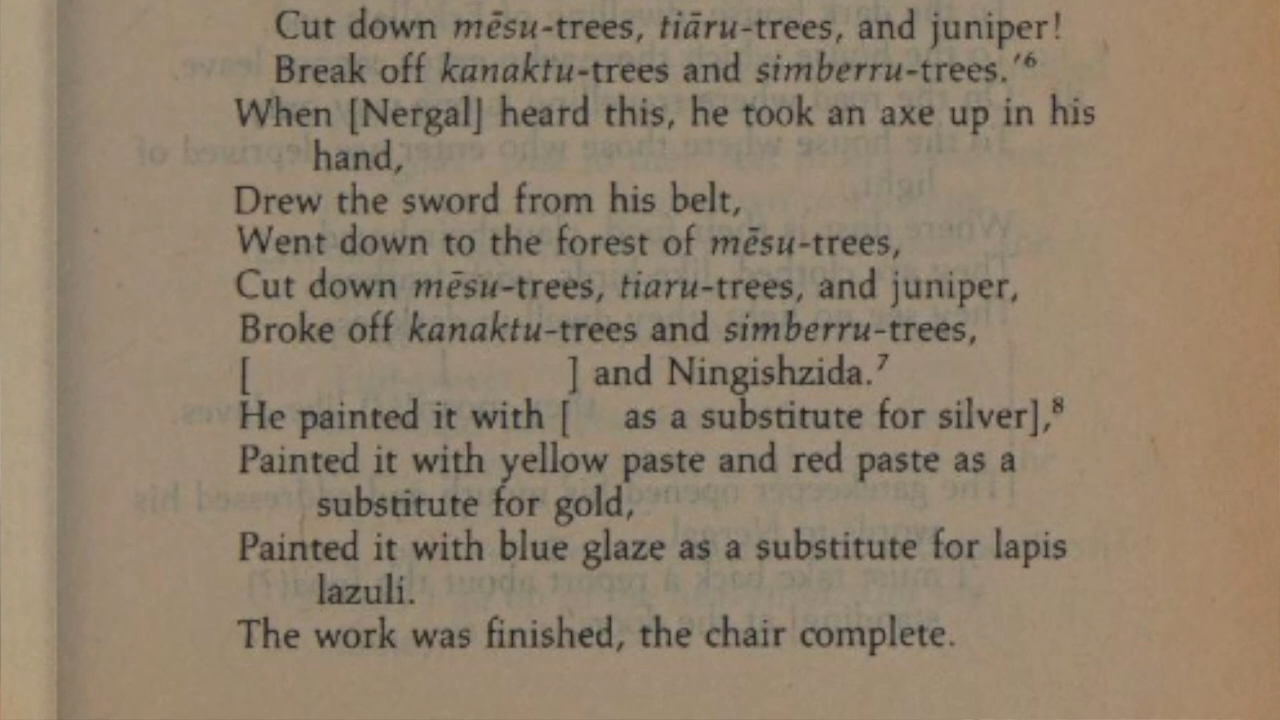 Cut down mēsu-trees, tiāru-trees, and juniper!
Break off kanaktu-trees and simberru-trees.'⁶
When [Nergal] heard this, he took an axe up in his
hand,
Drew the sword from his belt,
Went down to the forest of mēsu-trees,
Cut down mēsu-trees, tiaru-trees, and juniper,
Broke off kanaktu-trees and simberru-trees,
[ ] and Ningishzida.⁷
He painted it with [ as a substitute for silver],⁸
Painted it with yellow paste and red paste as a
substitute for gold,
Painted it with blue glaze as a substitute for lapis
lazuli.
The work was finished, the chair complete.